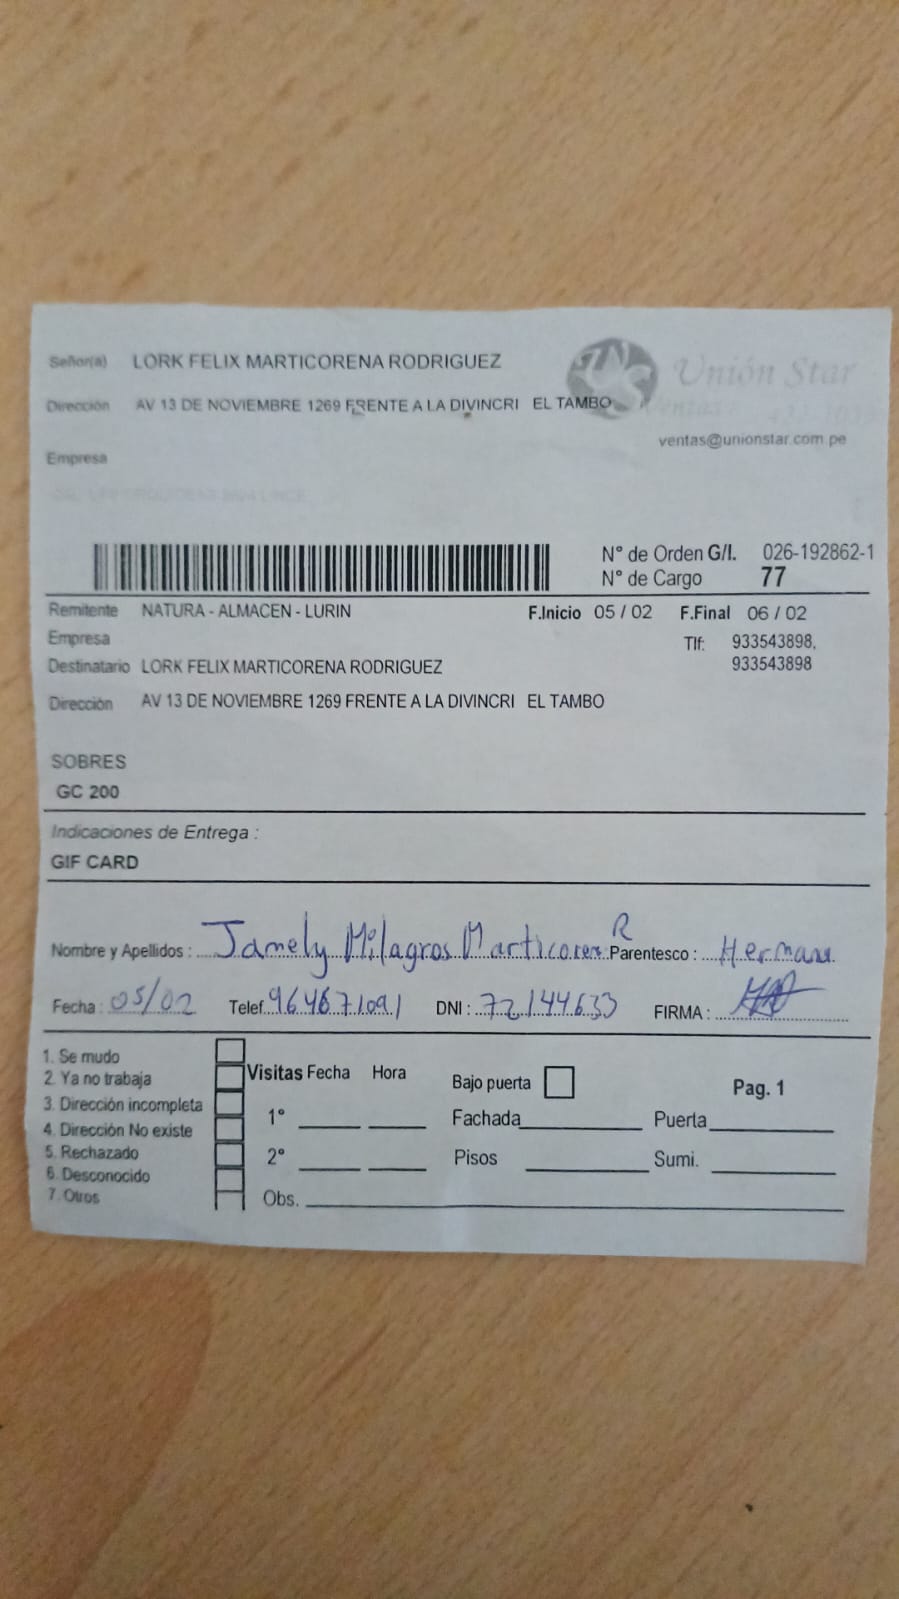 Señor(a) LORK FELIX MARTICORENA RODRIGUEZ
Unión Star
Dirección AV 13 DE NOVIEMBRE 1269 FRENTE A LA DIVINCRI EL TAMBO
ventas@unionstar.com.pe
Empresa
N° de Orden G/I. 026-192862-1
N° de Cargo 77
Remitente NATURA - ALMACEN - LURIN F.Inicio 05 / 02 F.Final 06 / 02
Empresa Tlf: 933543898,
Destinatario LORK FELIX MARTICORENA RODRIGUEZ 933543898
Dirección AV 13 DE NOVIEMBRE 1269 FRENTE A LA DIVINCRI EL TAMBO
SOBRES
GC 200
Indicaciones de Entrega :
GIF CARD
Nombre y Apellidos : Jamely Milagros Marticoren R Parentesco : Hermana
Fecha : 05/02 Telef. 964671091 DNI : 72144633 FIRMA :
1. Se mudo
2. Ya no trabaja Visitas Fecha Hora Bajo puerta Pag. 1
3. Dirección incompleta 1° Fachada Puerta
4. Dirección No existe
5. Rechazado 2° Pisos Sumi.
6. Desconocido
7. Otros Obs.